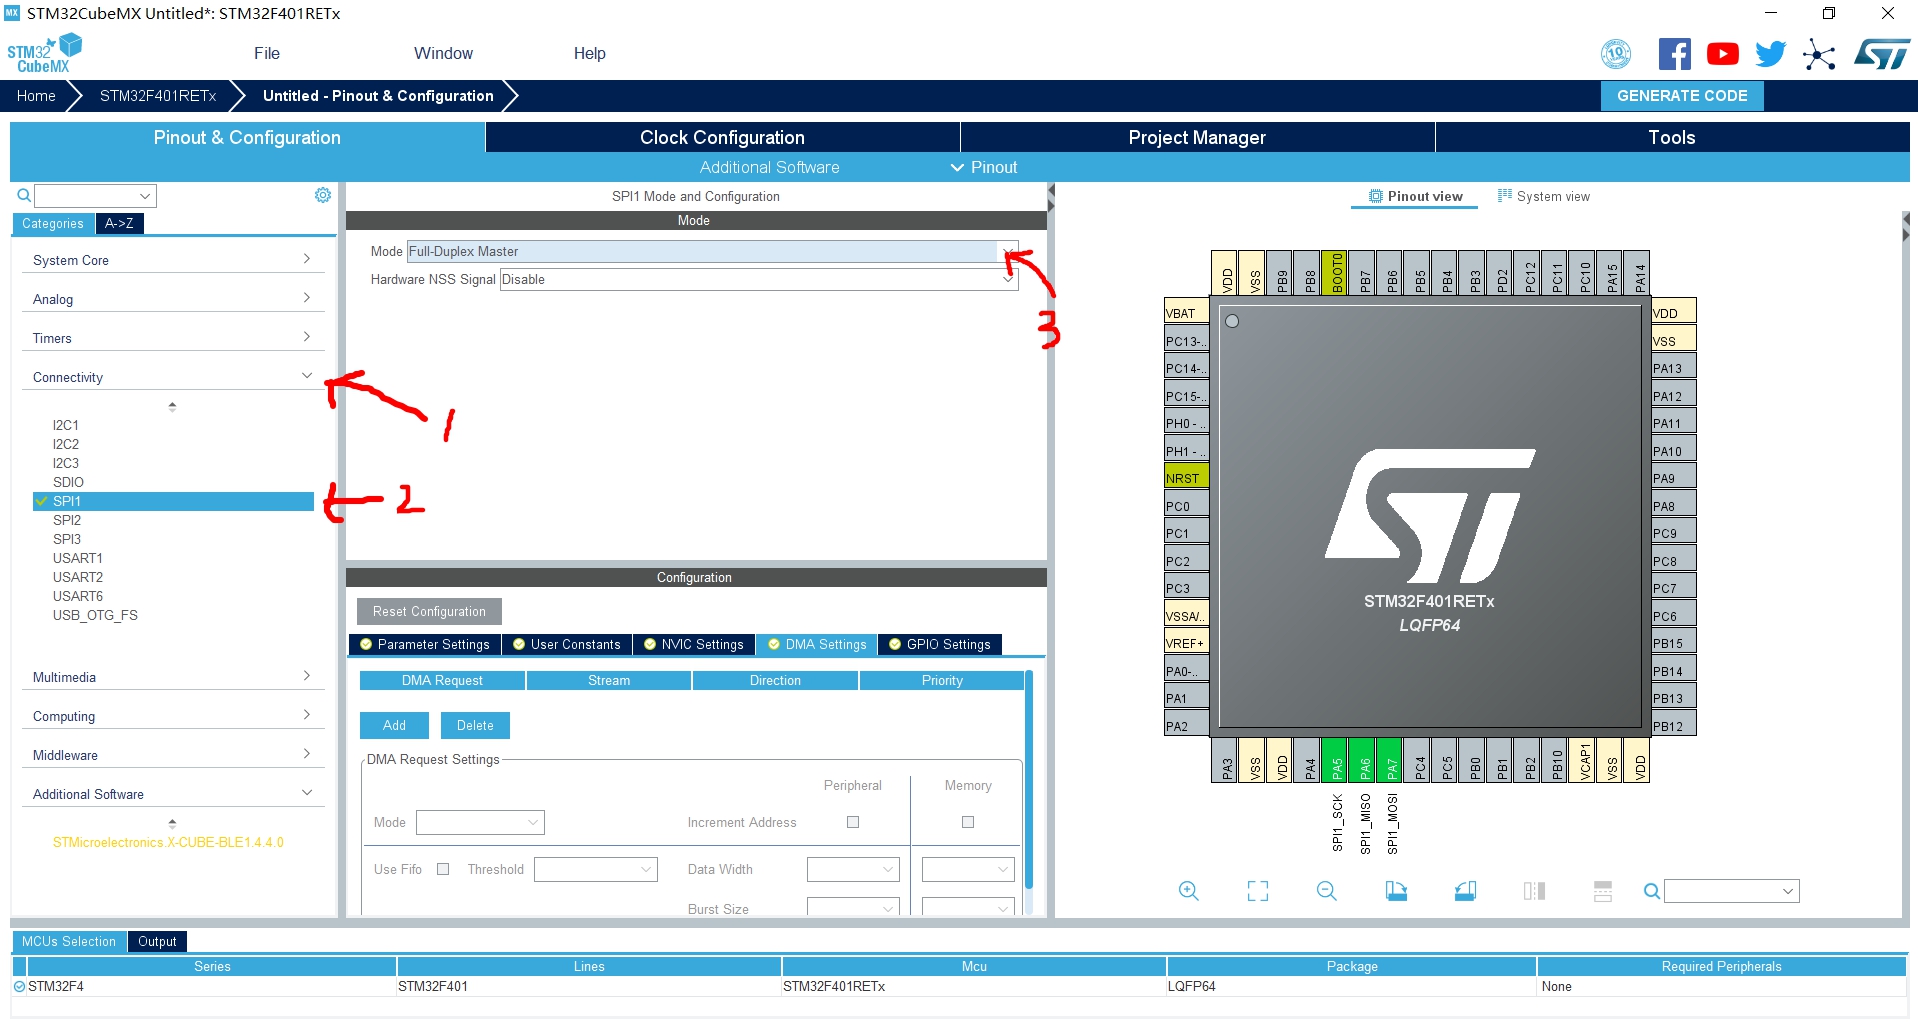 MX STM32CubeMX Untitled*: STM32F401RETx
STM32 CubeMX
File Window Help
10
ST
Home STM32F401RETx Untitled - Pinout & Configuration GENERATE CODE
Pinout & Configuration Clock Configuration Project Manager Tools
Additional Software Pinout
Categories A->Z
System Core
Analog
Timers
Connectivity
I2C1
I2C2
I2C3
SDIO
SPI1
SPI2
SPI3
USART1
USART2
USART6
USB_OTG_FS
Multimedia
Computing
Middleware
Additional Software
STMicroelectronics.X-CUBE-BLE1.4.4.0
1
2
SPI1 Mode and Configuration
Mode
Mode Full-Duplex Master
Hardware NSS Signal Disable
3
Configuration
Reset Configuration
Parameter Settings User Constants NVIC Settings DMA Settings GPIO Settings
DMA Request Stream Direction Priority
Add Delete
DMA Request Settings
Peripheral Memory
Mode Increment Address
Use Fifo Threshold Data Width
Burst Size
Pinout view System view
VDD VSS PB9 PB8 BOOT0 PB7 PB6 PB5 PB4 PB3 PD2 PC12 PC11 PC10 PA15 PA14
VBAT
PC13-..
PC14-..
PC15-..
PH0 - ..
PH1 - ..
NRST
PC0
PC1
PC2
PC3
VSSA/..
VREF+
PA0-..
PA1
PA2
ST
STM32F401RETx
LQFP64
VDD
VSS
PA13
PA12
PA11
PA10
PA9
PA8
PC9
PC8
PC7
PC6
PB15
PB14
PB13
PB12
PA3 VSS VDD PA4 PA5 PA6 PA7 PC4 PC5 PB0 PB1 PB2 PB10 VCAP1 VSS VDD
SPI1_SCK SPI1_MISO SPI1_MOSI
MCUs Selection Output
Series Lines Mcu Package Required Peripherals
STM32F4 STM32F401 STM32F401RETx LQFP64 None